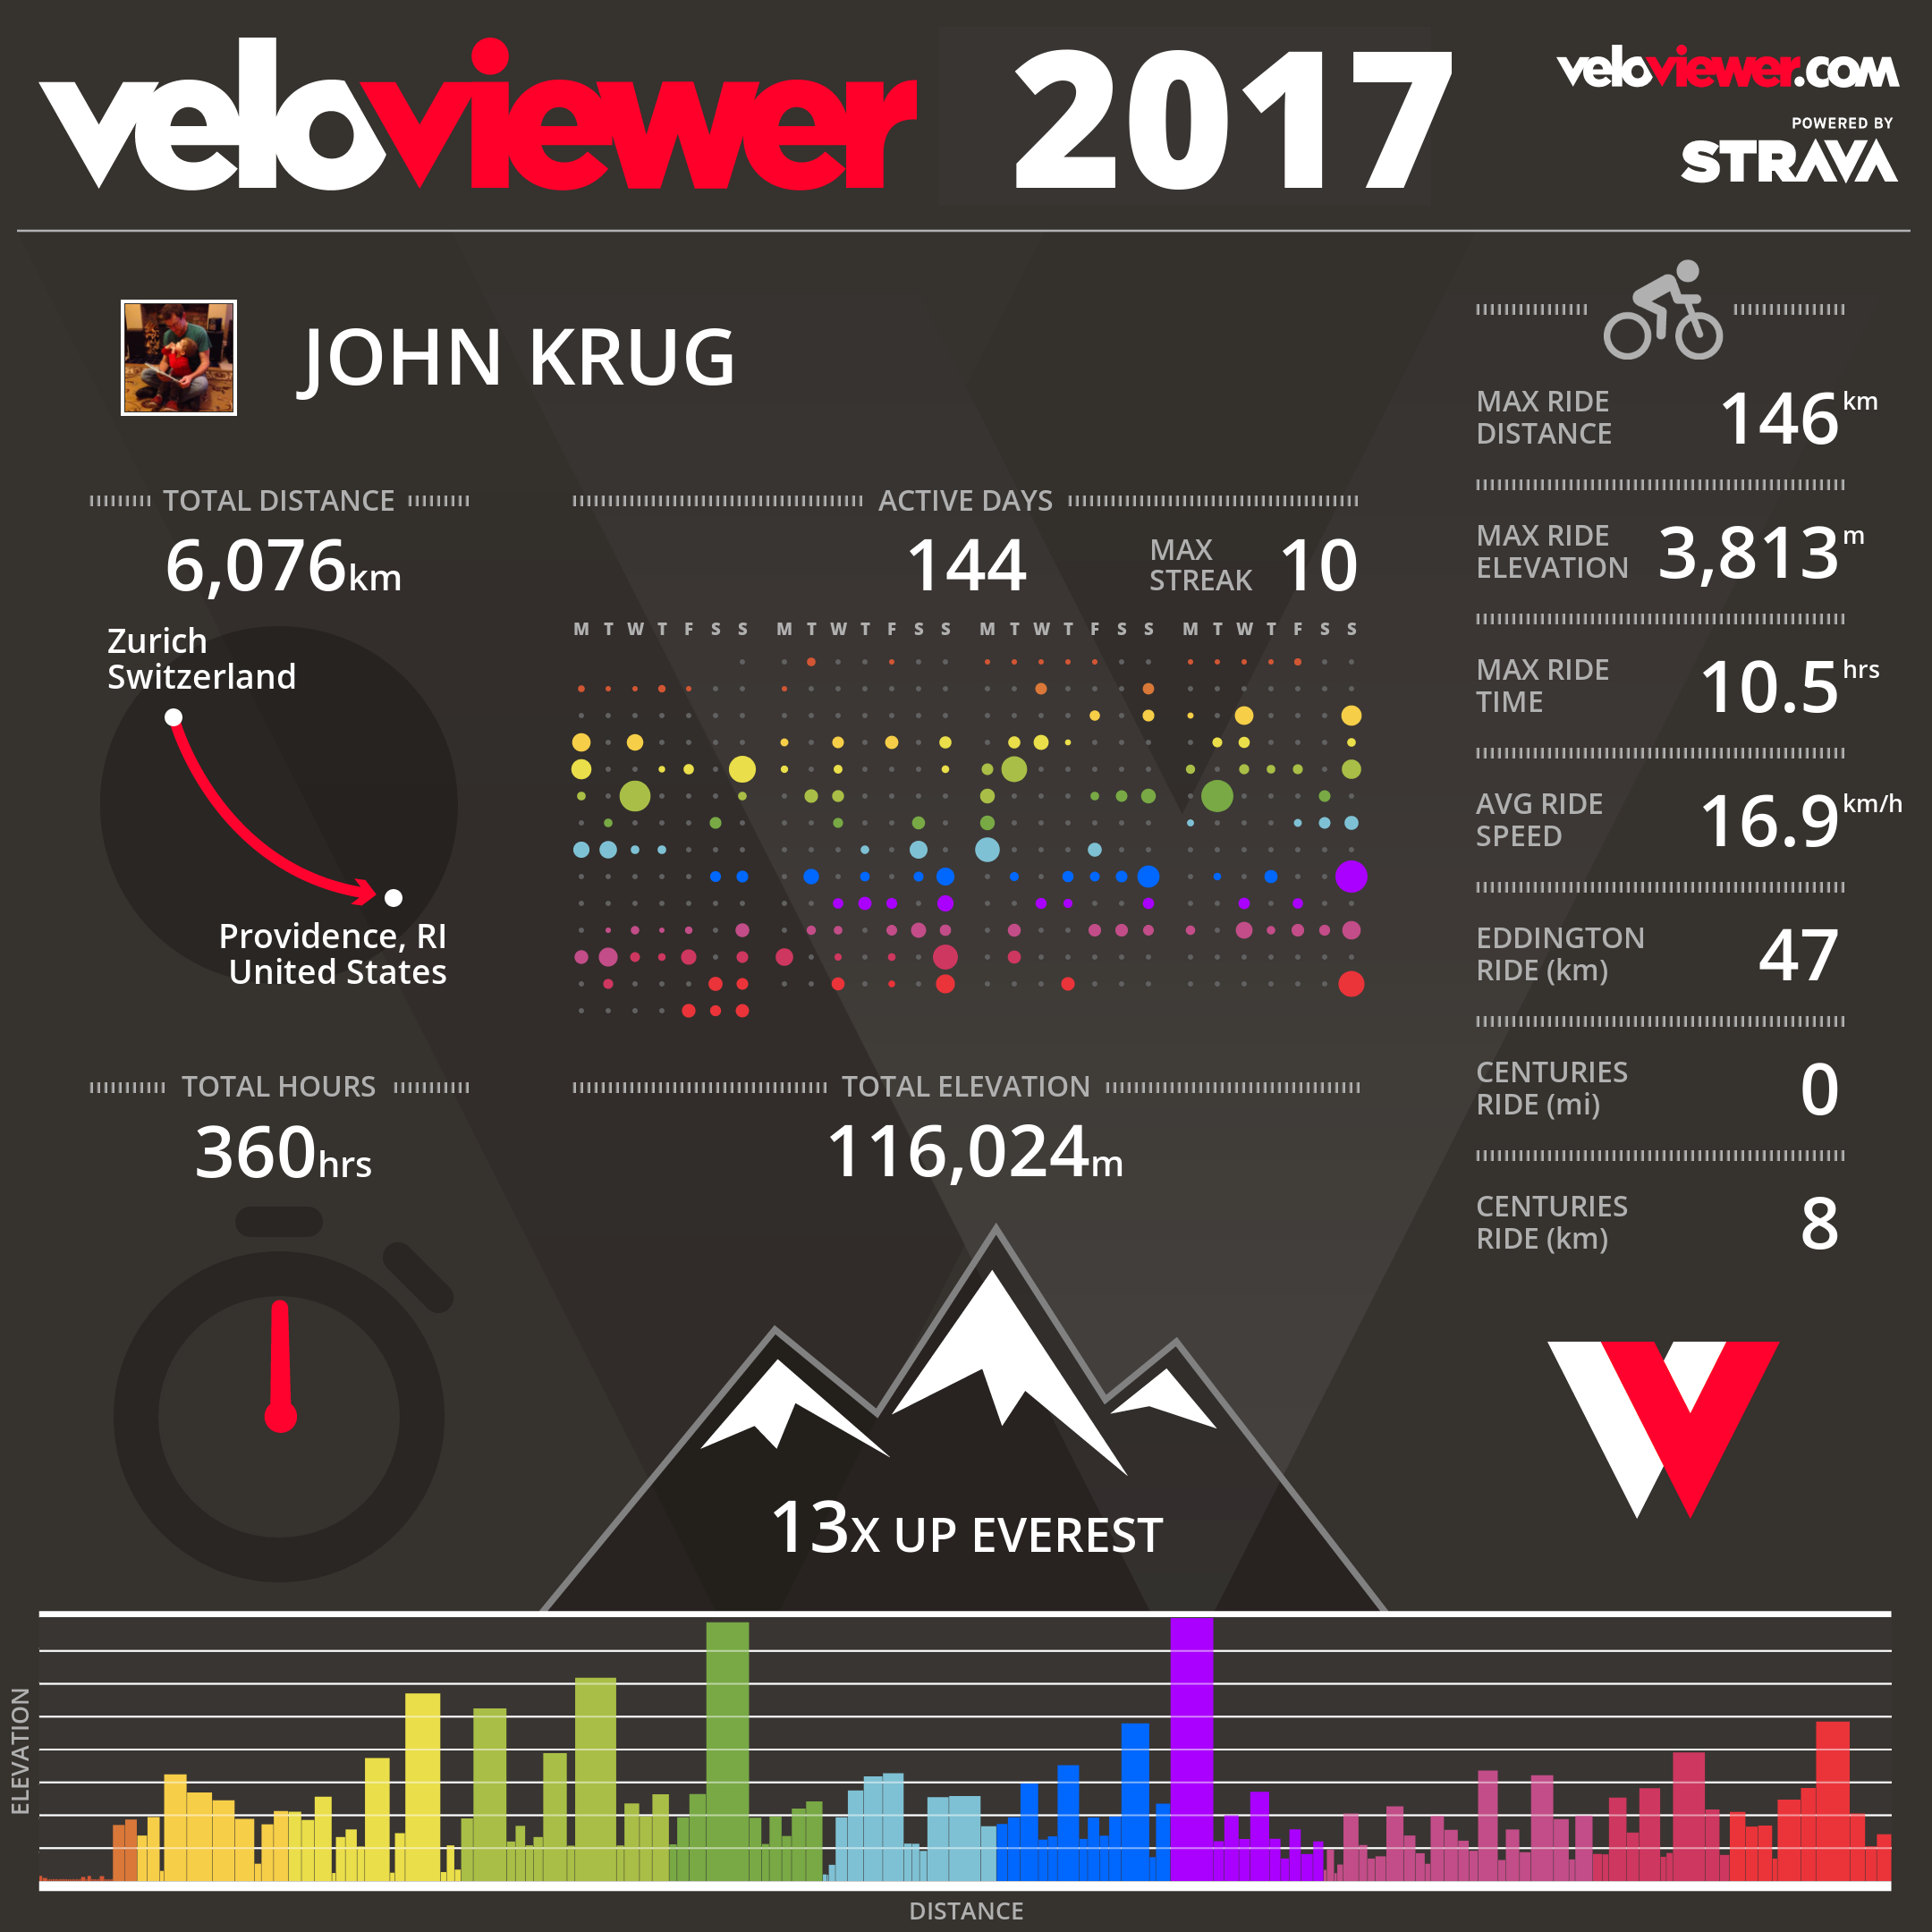 veloviewer 2017
veloviewer.com
POWERED BY
STRAVA
JOHN KRUG
TOTAL DISTANCE
6,076km
Zurich
Switzerland
Providence, RI
United States
ACTIVE DAYS
144
MAX
STREAK
10
M T W T F S S M T W T F S S M T W T F S S M T W T F S S
TOTAL HOURS
360hrs
TOTAL ELEVATION
116,024m
13X UP EVEREST
MAX RIDE
DISTANCE
146km
MAX RIDE
ELEVATION
3,813m
MAX RIDE
TIME
10.5hrs
AVG RIDE
SPEED
16.9km/h
EDDINGTON
RIDE (km)
47
CENTURIES
RIDE (mi)
0
CENTURIES
RIDE (km)
8
ELEVATION
DISTANCE